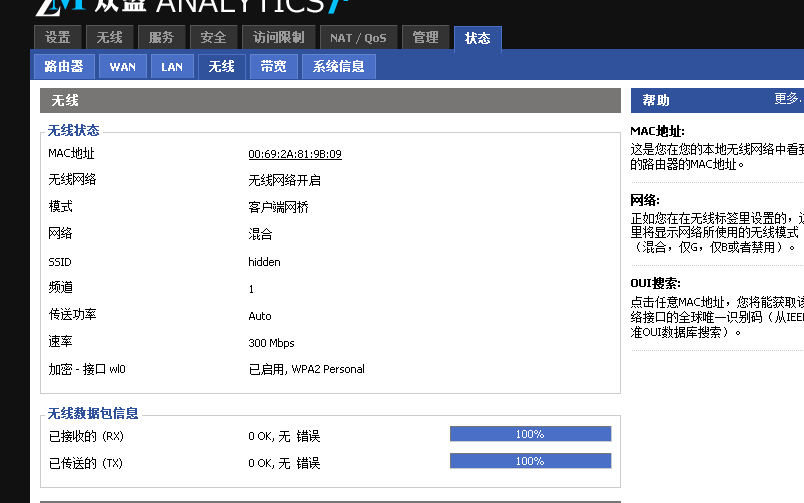 ZM 众盟 ANALYTICS
设置 无线 服务 安全 访问限制 NAT / QoS 管理 状态
路由器 WAN LAN 无线 带宽 系统信息
无线
无线状态
MAC地址 00:69:2A:81:9B:09
无线网络 无线网络开启
模式 客户端网桥
网络 混合
SSID hidden
频道 1
传送功率 Auto
速率 300 Mbps
加密 - 接口 wl0 已启用, WPA2 Personal
无线数据包信息
已接收的 (RX) 0 OK, 无 错误 100%
已传送的 (TX) 0 OK, 无 错误 100%
帮助 更多.
MAC地址:
这是您在您的本地无线网络中看到
的路由器的MAC地址。
网络:
正如您在在无线标签里设置的，这
里将显示网络所使用的无线模式
（混合，仅G，仅B或者禁用）。
OUI搜索:
点击任意MAC地址，您将能获取该
络接口的全球唯一识别码（从IEEE
准OUI数据库搜索）。